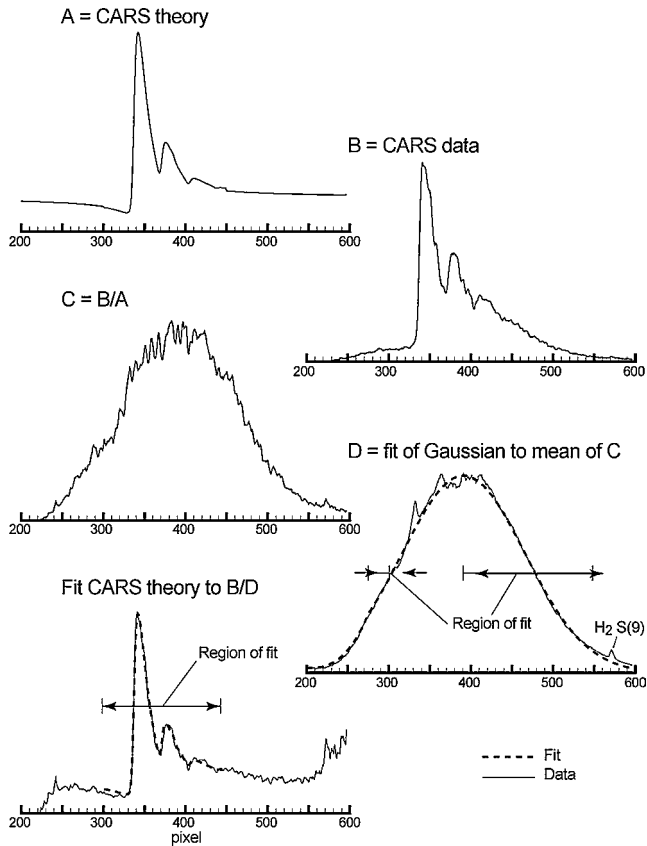 A = CARS theory
200 300 400 500 600
B = CARS data
200 300 400 500 600
C = B/A
200 300 400 500 600
D = fit of Gaussian to mean of C
Region of fit
H2 S(9)
200 300 400 500 600
Fit CARS theory to B/D
Region of fit
200 300 400 500 600
pixel
Fit
Data